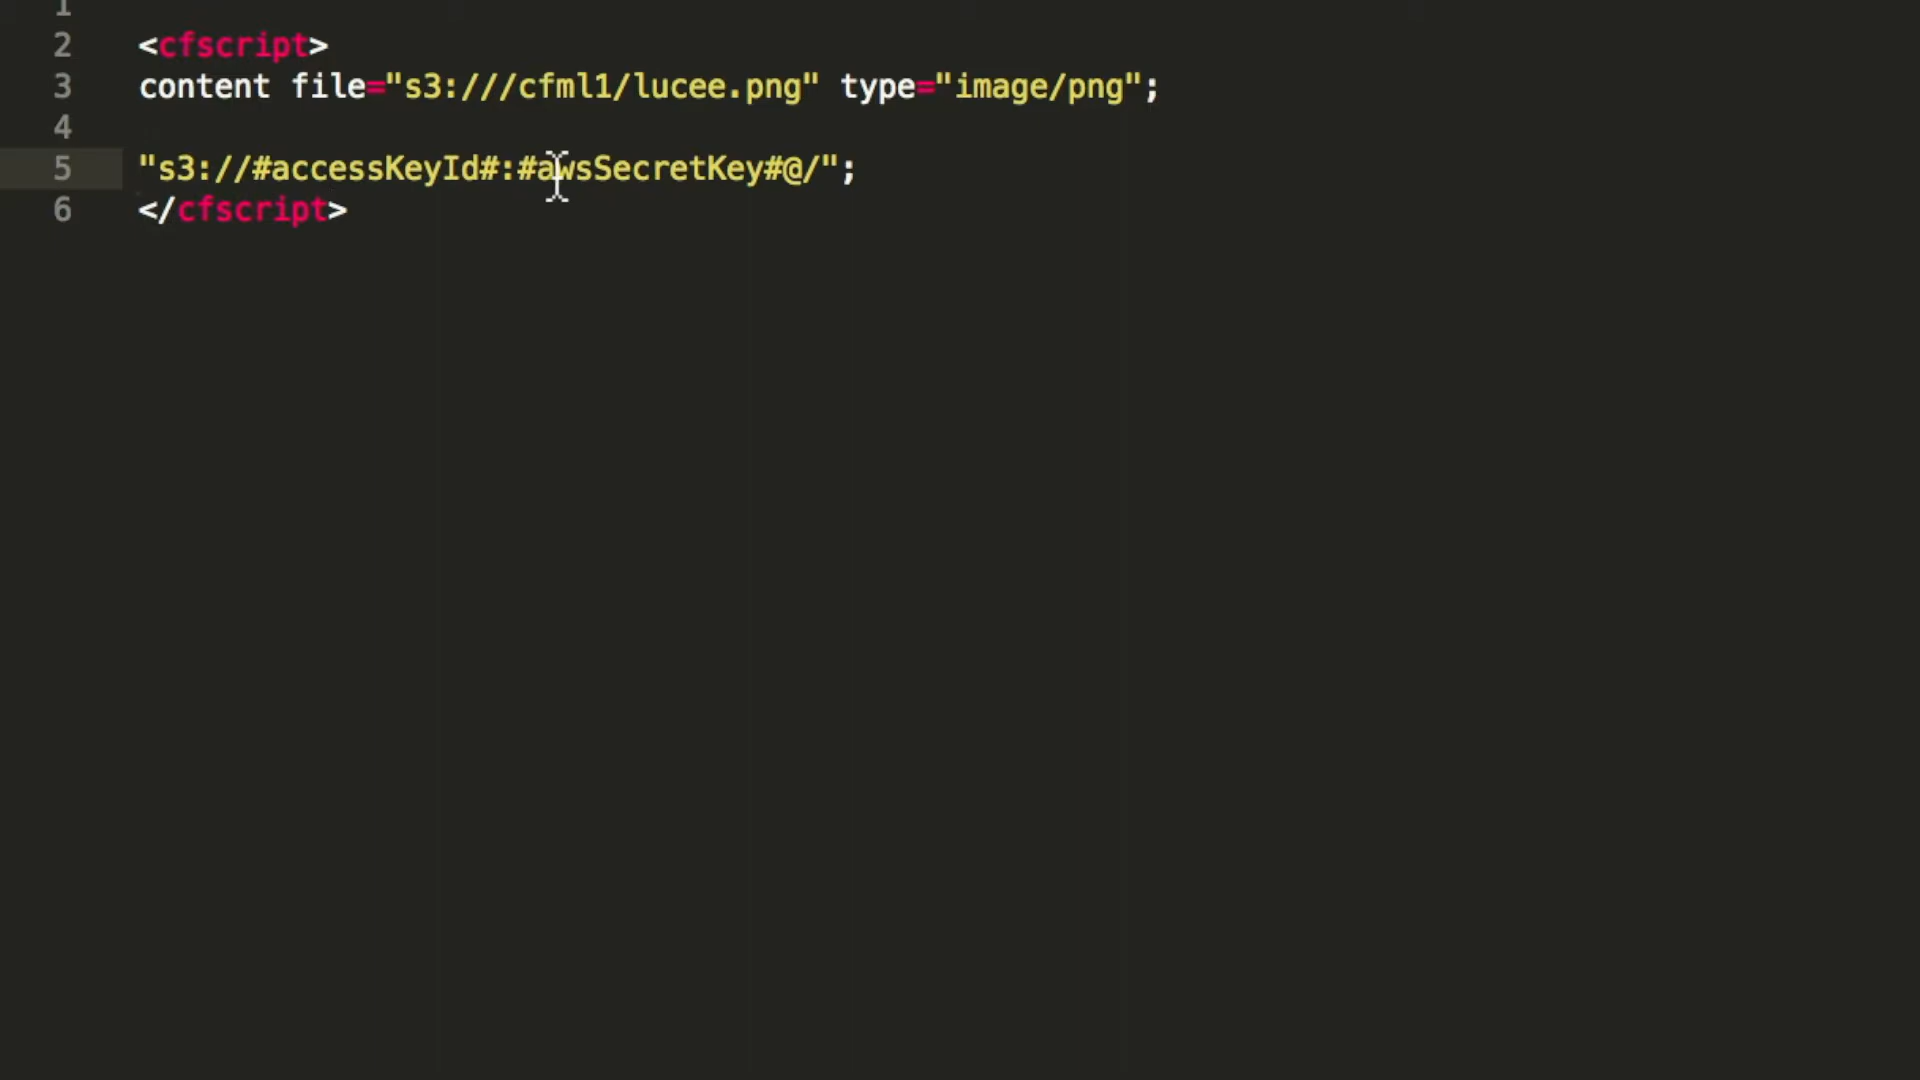 1
2 <cfscript>
3 content file="s3:///cfml1/lucee.png" type="image/png";
4
5 "s3://#accessKeyId#:#awsSecretKey#@/";
6 </cfscript>